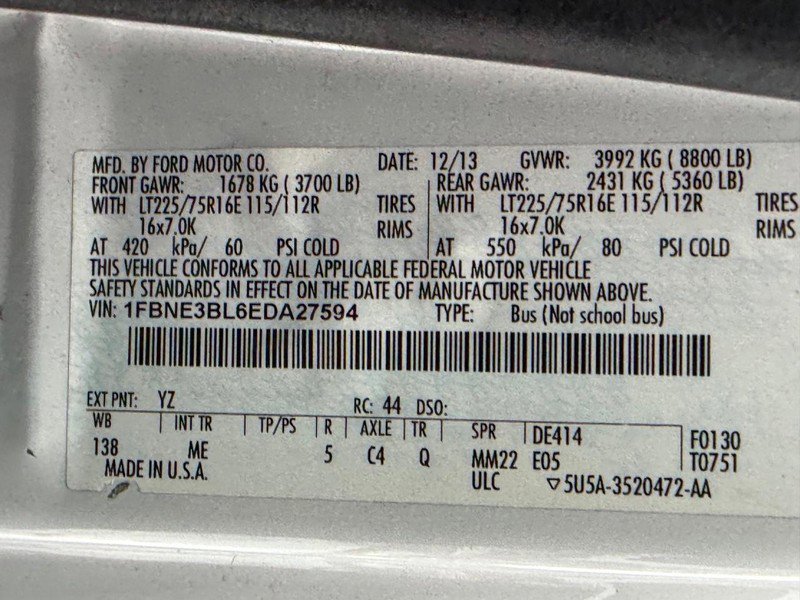 MFD. BY FORD MOTOR CO. DATE: 12/13 GVWR: 3992 KG ( 8800 LB)
FRONT GAWR: 1678 KG ( 3700 LB) REAR GAWR: 2431 KG ( 5360 LB)
WITH LT225/75R16E 115/112R TIRES WITH LT225/75R16E 115/112R TIRES
16x7.0K RIMS 16x7.0K RIMS
AT 420 kPa/ 60 PSI COLD AT 550 kPa/ 80 PSI COLD
THIS VEHICLE CONFORMS TO ALL APPLICABLE FEDERAL MOTOR VEHICLE
SAFETY STANDARDS IN EFFECT ON THE DATE OF MANUFACTURE SHOWN ABOVE.
VIN: 1FBNE3BL6EDA27594 TYPE: Bus (Not school bus)
EXT PNT: YZ RC: 44 DSO:
WB INT TR TP/PS R AXLE TR SPR DE414 F0130
138 ME 5 C4 Q MM22 E05 T0751
MADE IN U.S.A. ULC ▽5U5A-3520472-AA